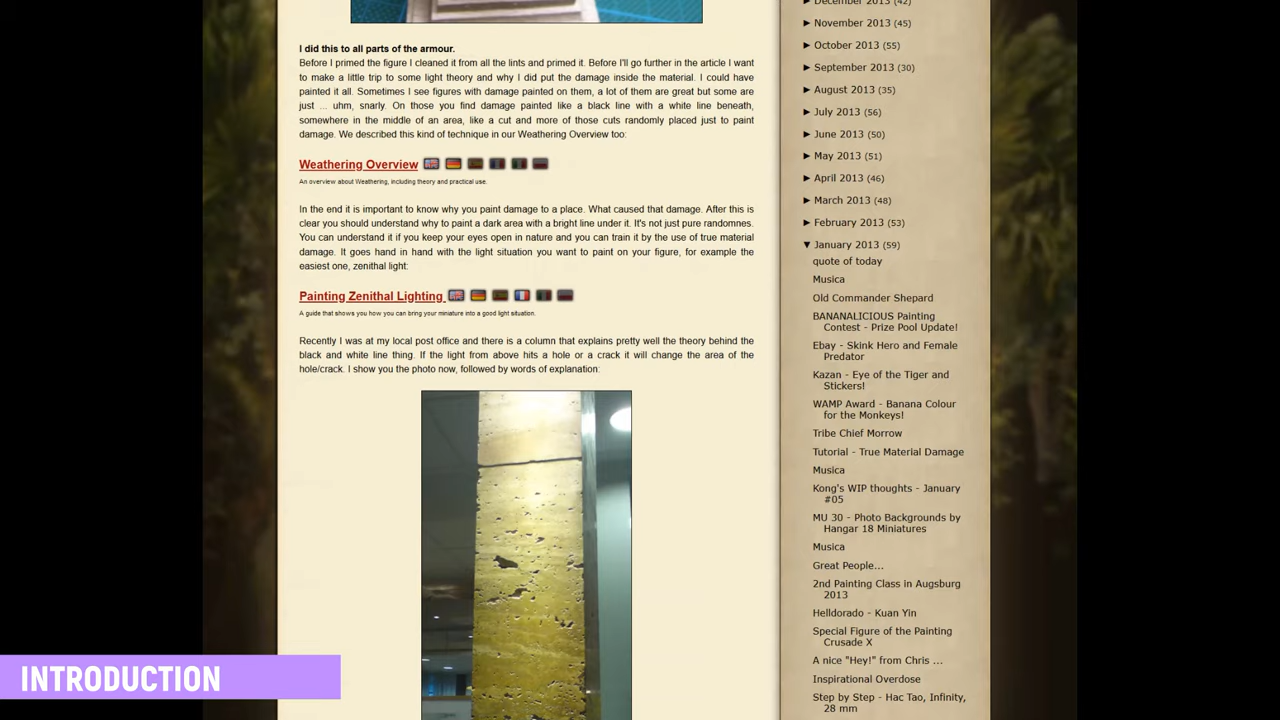 I did this to all parts of the armour.
Before I primed the figure I cleaned it from all the lints and primed it. Before I'll go further in the article I want
to make a little trip to some light theory and why I did put the damage inside the material. I could have
painted it all. Sometimes I see figures with damage painted on them, a lot of them are great but some are
just ... uhm, snarly. On those you find damage painted like a black line with a white line beneath,
somewhere in the middle of an area, like a cut and more of those cuts randomly placed just to paint
damage. We described this kind of technique in our Weathering Overview too:
Weathering Overview
An overview about Weathering, including theory and practical use.
In the end it is important to know why you paint damage to a place. What caused that damage. After this is
clear you should understand why to paint a dark area with a bright line under it. It's not just pure randomnes.
You can understand it if you keep your eyes open in nature and you can train it by the use of true material
damage. It goes hand in hand with the light situation you want to paint on your figure, for example the
easiest one, zenithal light:
Painting Zenithal Lighting
A guide that shows you how you can bring your miniature into a good light situation.
Recently I was at my local post office and there is a column that explains pretty well the theory behind the
black and white line thing. If the light from above hits a hole or a crack it will change the area of the
hole/crack. I show you the photo now, followed by words of explanation:
► December 2013 (42)
► November 2013 (45)
► October 2013 (55)
► September 2013 (30)
► August 2013 (35)
► July 2013 (56)
► June 2013 (50)
► May 2013 (51)
► April 2013 (46)
► March 2013 (48)
► February 2013 (53)
▼ January 2013 (59)
quote of today
Musica
Old Commander Shepard
BANANALICIOUS Painting
Contest - Prize Pool Update!
Ebay - Skink Hero and Female
Predator
Kazan - Eye of the Tiger and
Stickers!
WAMP Award - Banana Colour
for the Monkeys!
Tribe Chief Morrow
Tutorial - True Material Damage
Musica
Kong's WIP thoughts - January
#05
MU 30 - Photo Backgrounds by
Hangar 18 Miniatures
Musica
Great People...
2nd Painting Class in Augsburg
2013
Helldorado - Kuan Yin
Special Figure of the Painting
Crusade X
A nice "Hey!" from Chris ...
Inspirational Overdose
Step by Step - Hac Tao, Infinity,
28 mm
INTRODUCTION